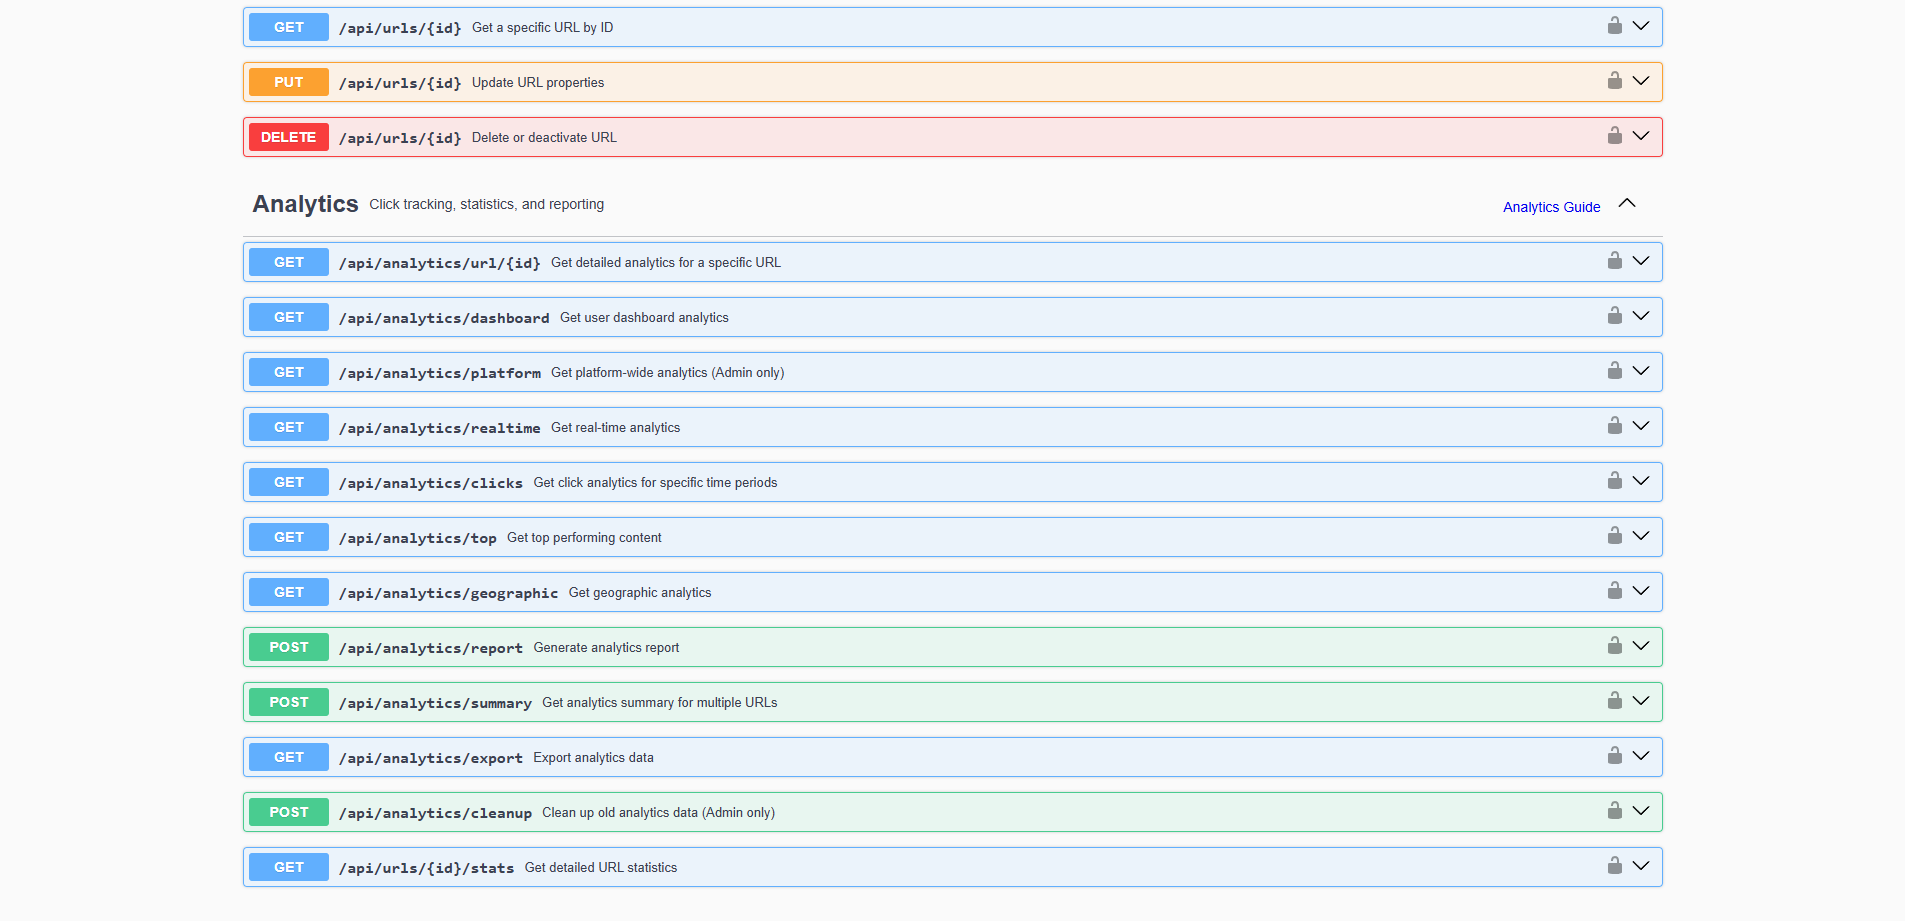 GET /api/urls/{id} Get a specific URL by ID
PUT /api/urls/{id} Update URL properties
DELETE /api/urls/{id} Delete or deactivate URL
Analytics Click tracking, statistics, and reporting Analytics Guide
GET /api/analytics/url/{id} Get detailed analytics for a specific URL
GET /api/analytics/dashboard Get user dashboard analytics
GET /api/analytics/platform Get platform-wide analytics (Admin only)
GET /api/analytics/realtime Get real-time analytics
GET /api/analytics/clicks Get click analytics for specific time periods
GET /api/analytics/top Get top performing content
GET /api/analytics/geographic Get geographic analytics
POST /api/analytics/report Generate analytics report
POST /api/analytics/summary Get analytics summary for multiple URLs
GET /api/analytics/export Export analytics data
POST /api/analytics/cleanup Clean up old analytics data (Admin only)
GET /api/urls/{id}/stats Get detailed URL statistics